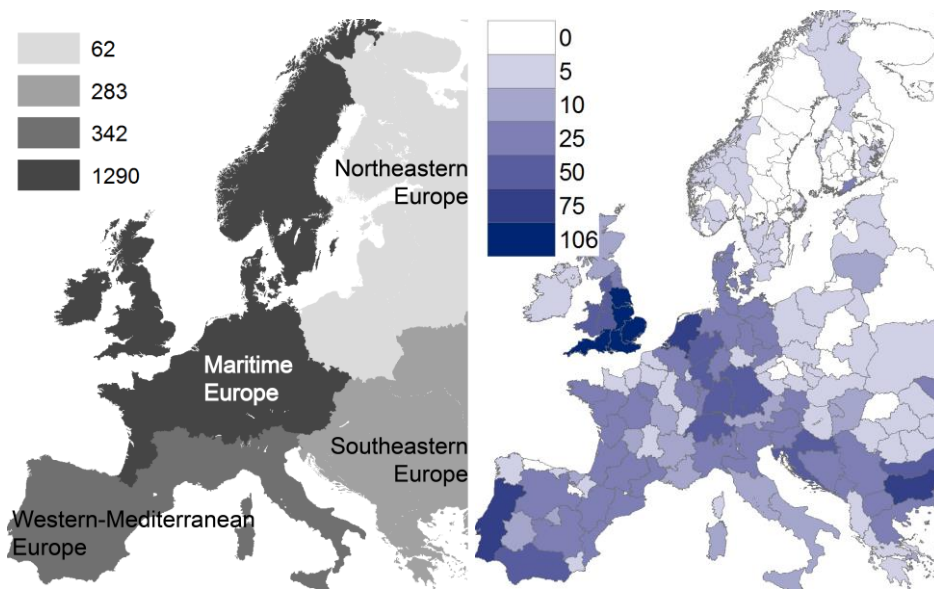 62
283
342
1290
Northeastern
Europe
Maritime
Europe
Southeastern
Europe
Western-Mediterranean
Europe
0
5
10
25
50
75
106